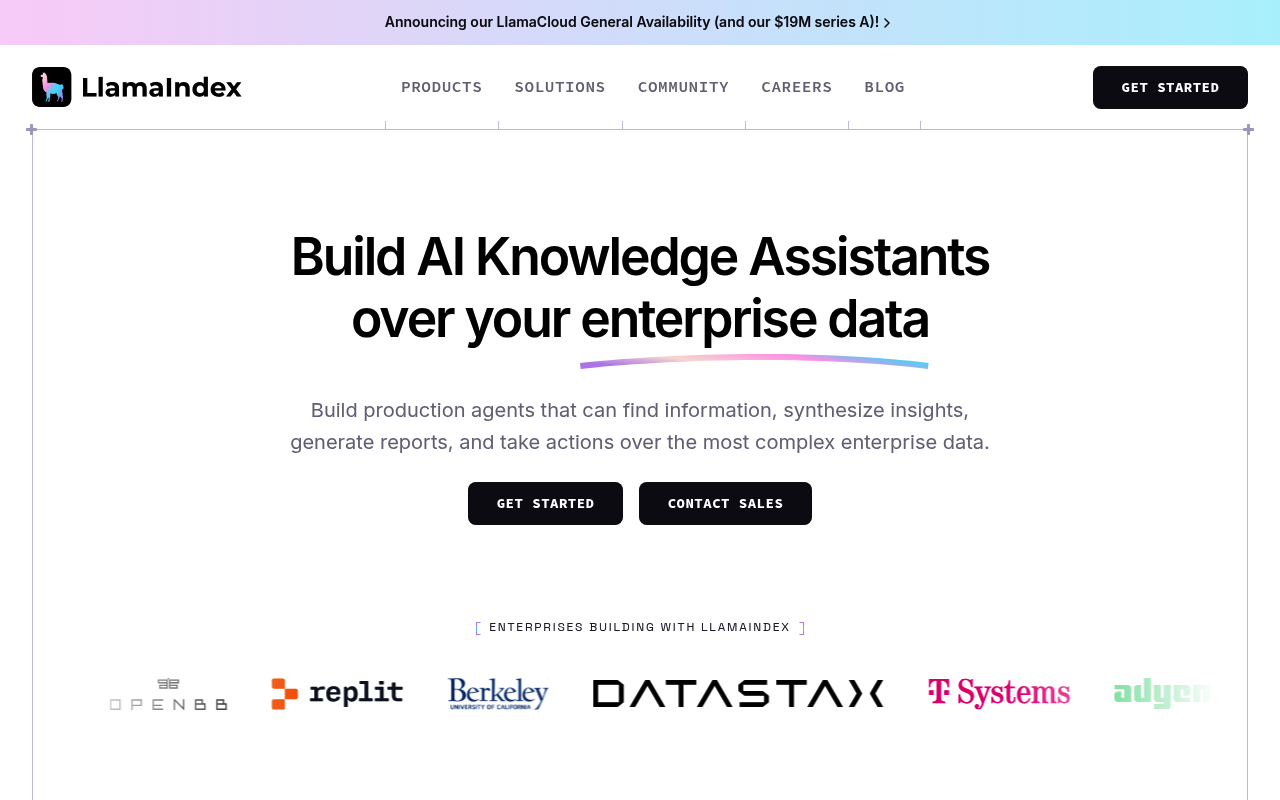 Announcing our LlamaCloud General Availability (and our $19M series A)!
LlamaIndex
PRODUCTS SOLUTIONS COMMUNITY CAREERS BLOG
GET STARTED
Build AI Knowledge Assistants
over your enterprise data
Build production agents that can find information, synthesize insights,
generate reports, and take actions over the most complex enterprise data.
GET STARTED CONTACT SALES
ENTERPRISES BUILDING WITH LLAMAINDEX
OPENBB replit Berkeley UNIVERSITY OF CALIFORNIA DATASTAX T Systems adyen